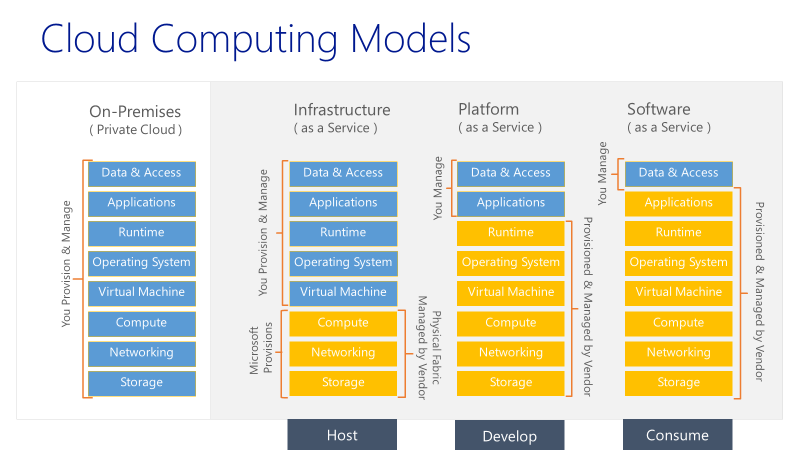 Cloud Computing Models
On-Premises
( Private Cloud )
You Provision & Manage
Data & Access
Applications
Runtime
Operating System
Virtual Machine
Compute
Networking
Storage
Infrastructure
( as a Service )
You Provision & Manage
Microsoft
Provisions
Data & Access
Applications
Runtime
Operating System
Virtual Machine
Compute
Networking
Storage
Physical Fabric
Managed by Vendor
Host
Platform
( as a Service )
You Manage
Data & Access
Applications
Runtime
Operating System
Virtual Machine
Compute
Networking
Storage
Provisioned & Managed by Vendor
Develop
Software
( as a Service )
You Manage
Data & Access
Applications
Runtime
Operating System
Virtual Machine
Compute
Networking
Storage
Provisioned & Managed by Vendor
Consume